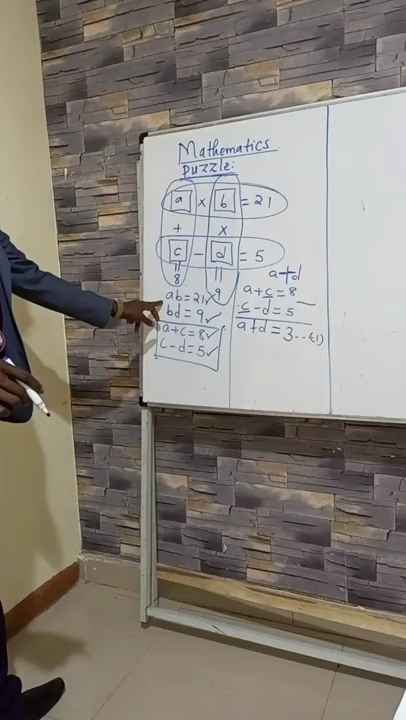 Mathematics
puzzle:
a x b = 21
+ x
c - d = 5
= =
8 9
ab = 21 ✓
bd = 9 ✓
a + c = 8 ✓
c - d = 5 ✓
a+d
a + c = 8
c - d = 5
a + d = 3 --- (1)